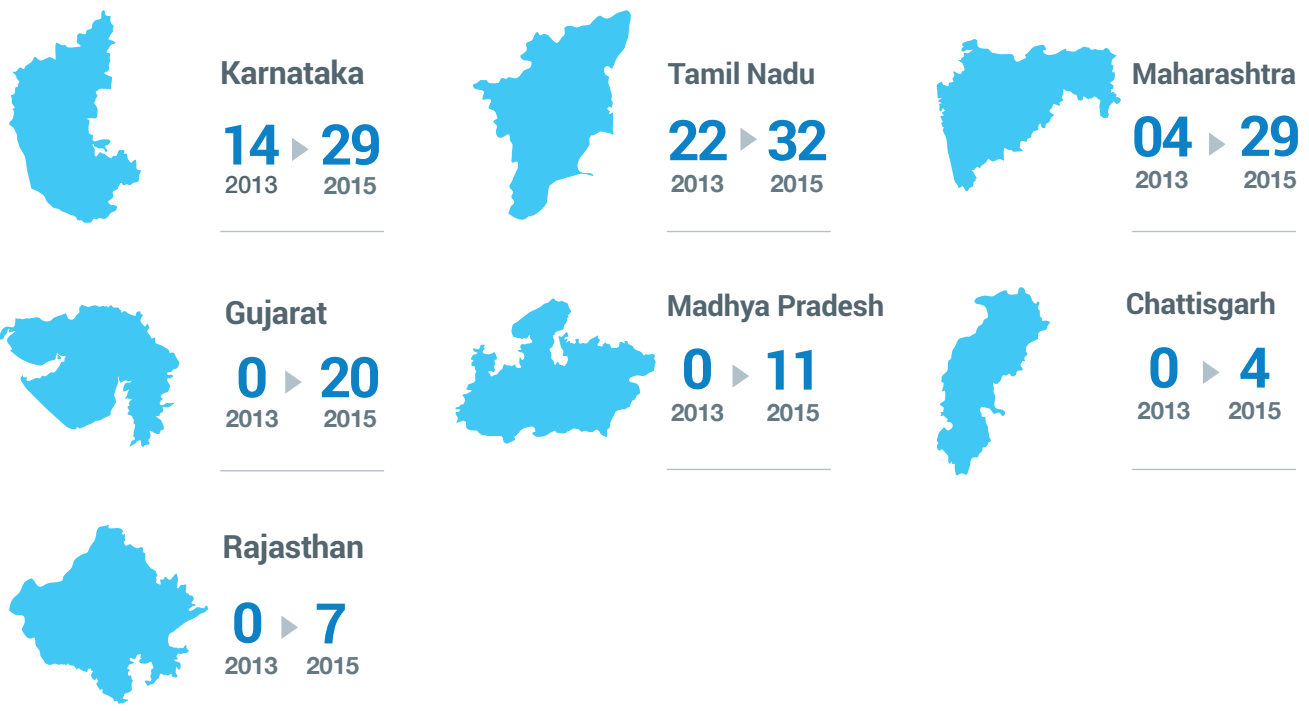 Karnataka
14 29
2013 2015
Tamil Nadu
22 32
2013 2015
Maharashtra
04 29
2013 2015
Gujarat
0 20
2013 2015
Madhya Pradesh
0 11
2013 2015
Chattisgarh
0 4
2013 2015
Rajasthan
0 7
2013 2015